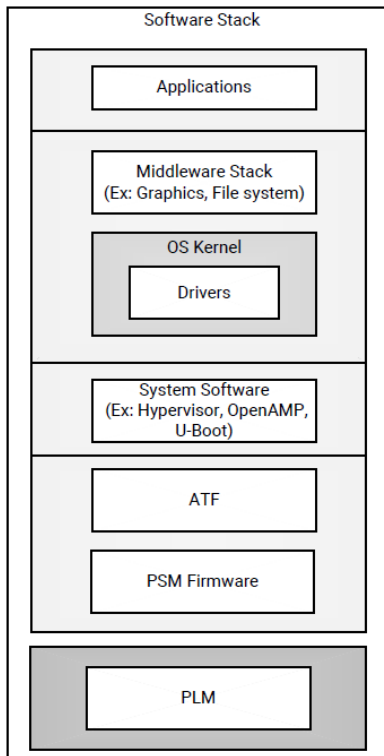 Software Stack
Applications
Middleware Stack
(Ex: Graphics, File system)
OS Kernel
Drivers
System Software
(Ex: Hypervisor, OpenAMP,
U-Boot)
ATF
PSM Firmware
PLM